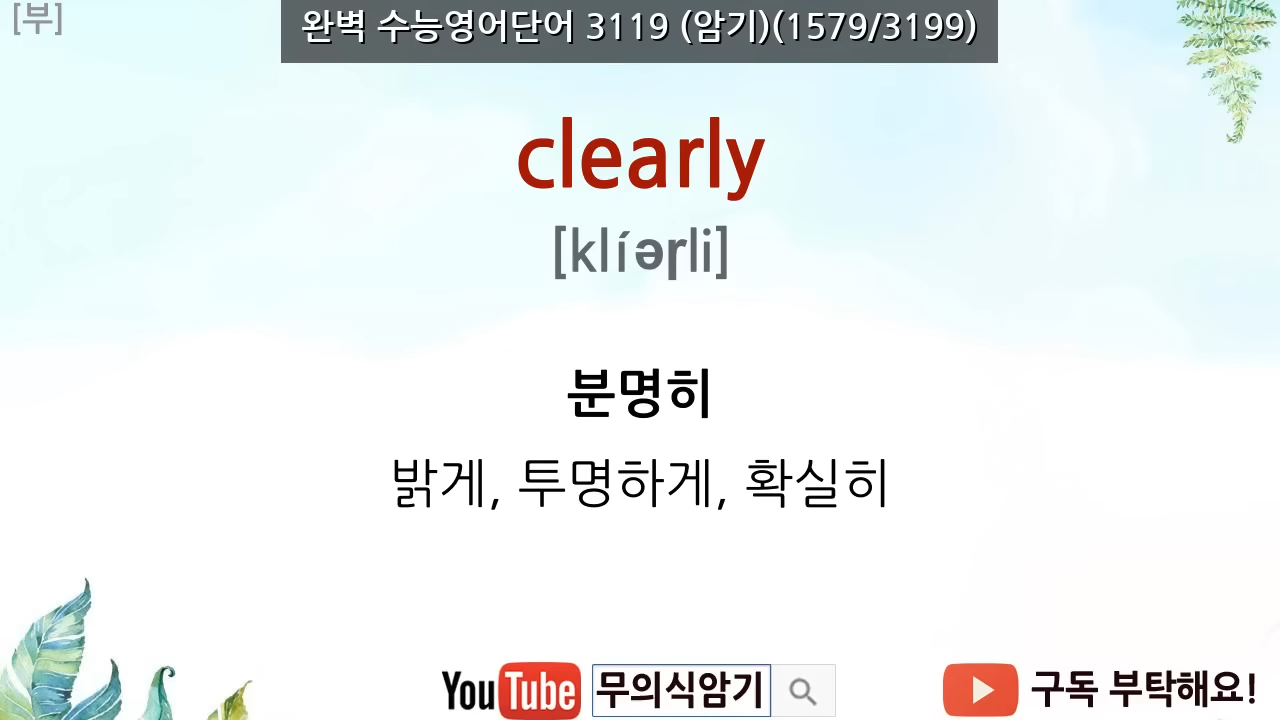 [부]
완벽 수능영어단어 3119 (암기)(1579/3199)
clearly
[klíərli]
분명히
밝게, 투명하게, 확실히
YouTube 무의식암기
구독 부탁해요!